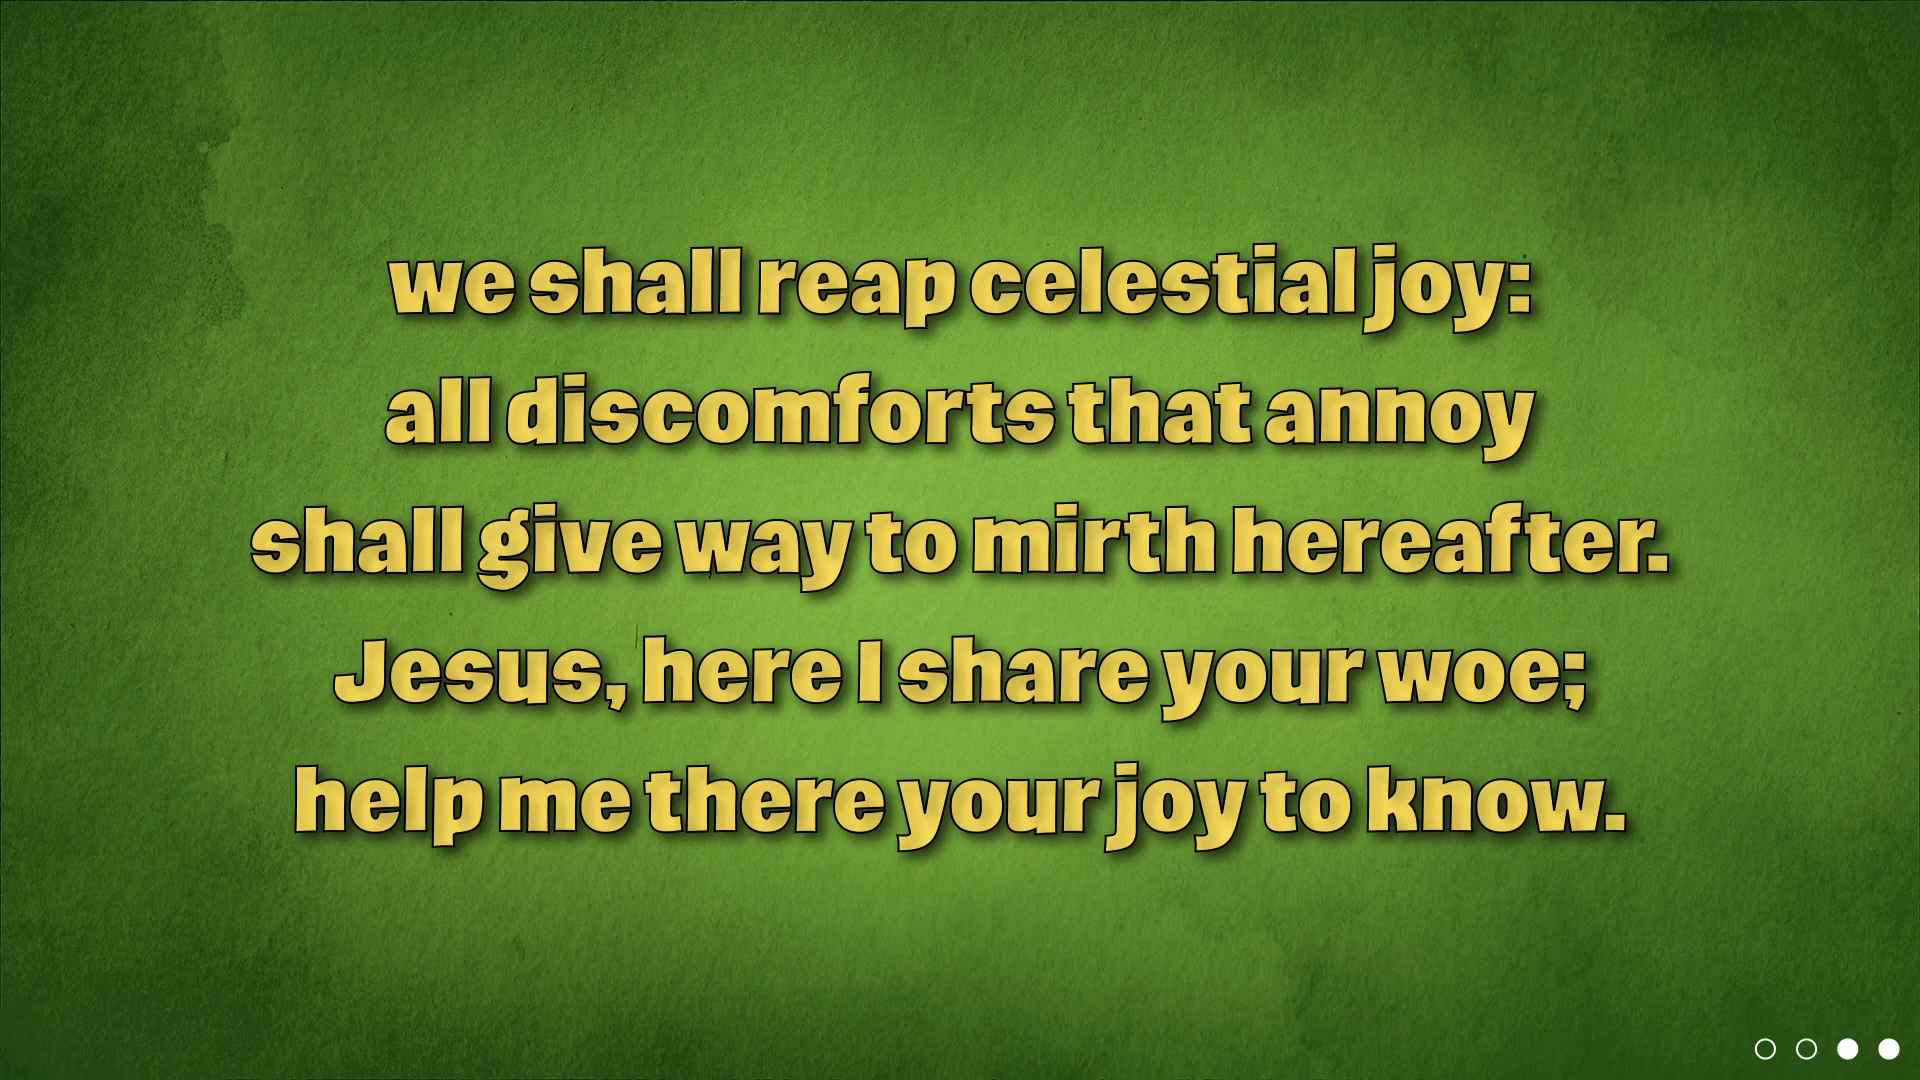 we shall reap celestial joy:
all discomforts that annoy
shall give way to mirth hereafter.
Jesus, here I share your woe;
help me there your joy to know.